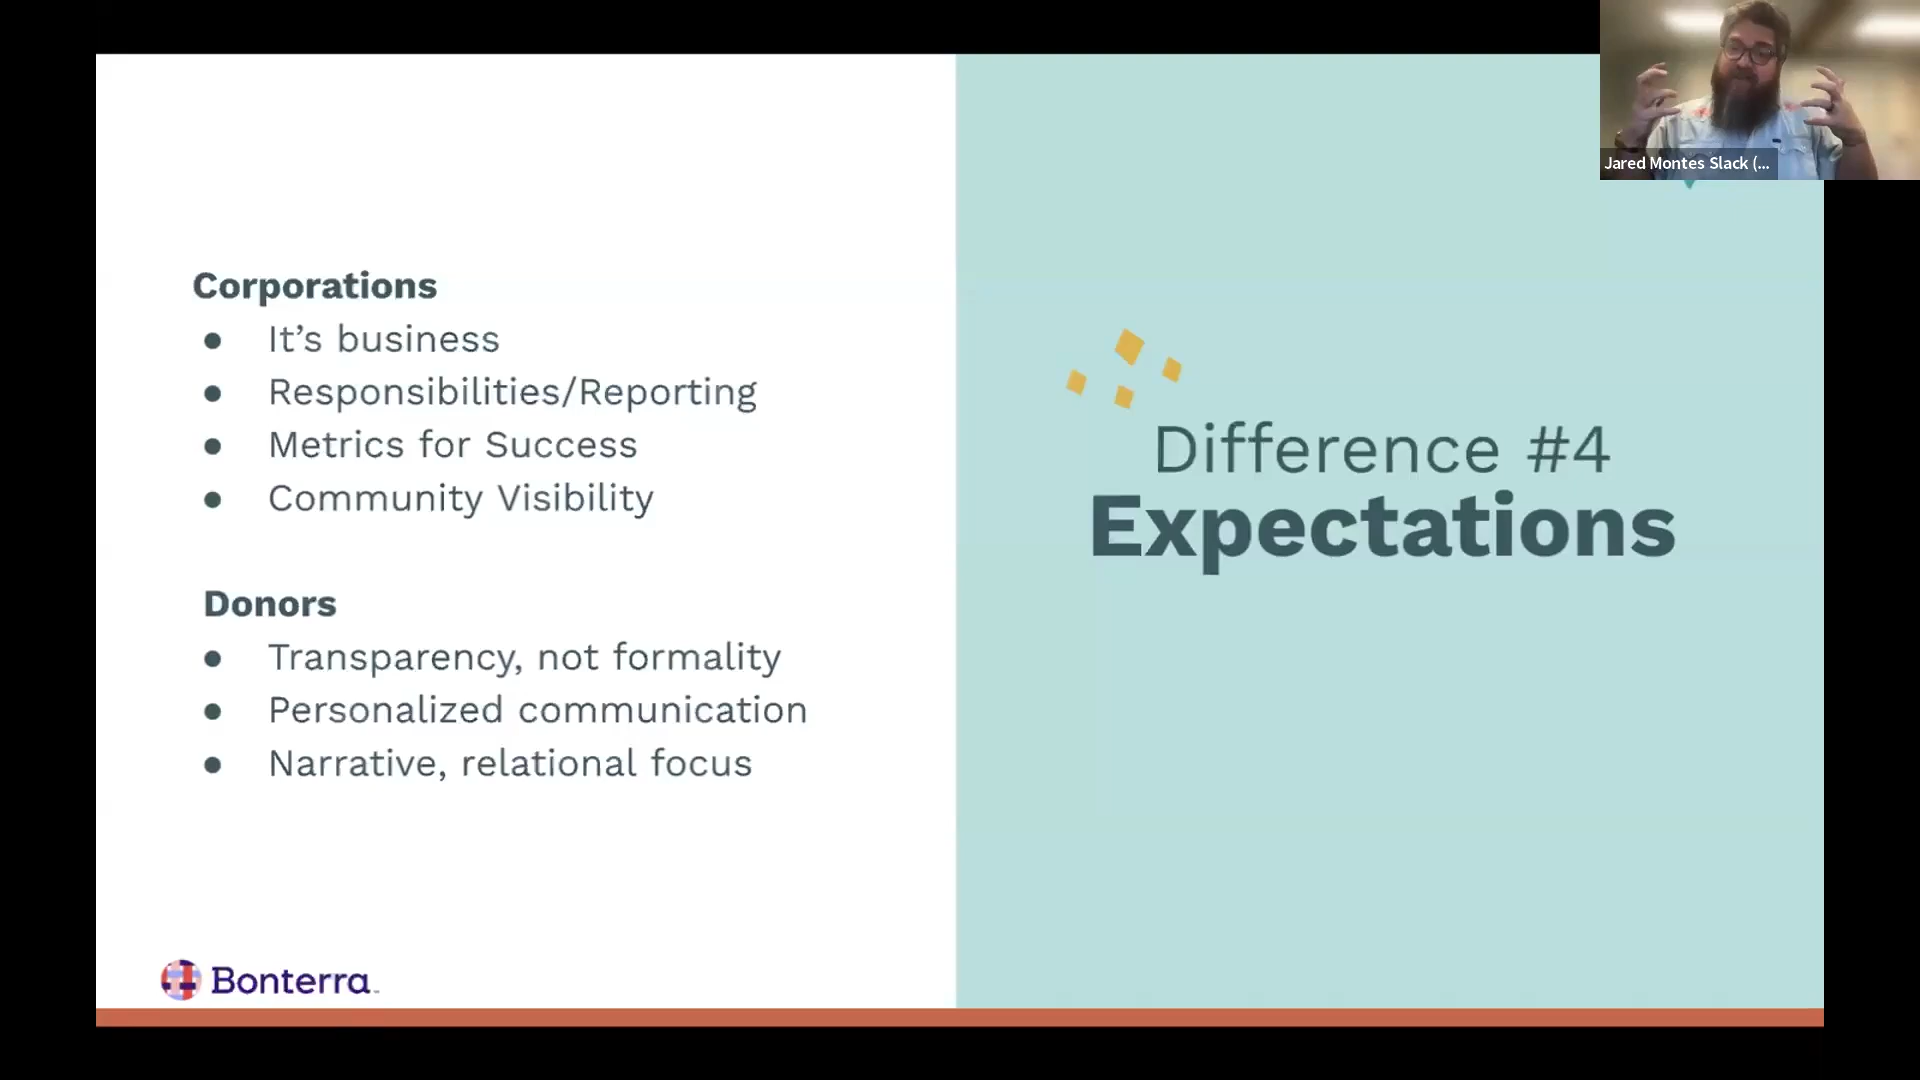 Jared Montes Slack (...
Corporations
● It’s business
● Responsibilities/Reporting
● Metrics for Success
● Community Visibility
Donors
● Transparency, not formality
● Personalized communication
● Narrative, relational focus
Difference #4
Expectations
Bonterra™